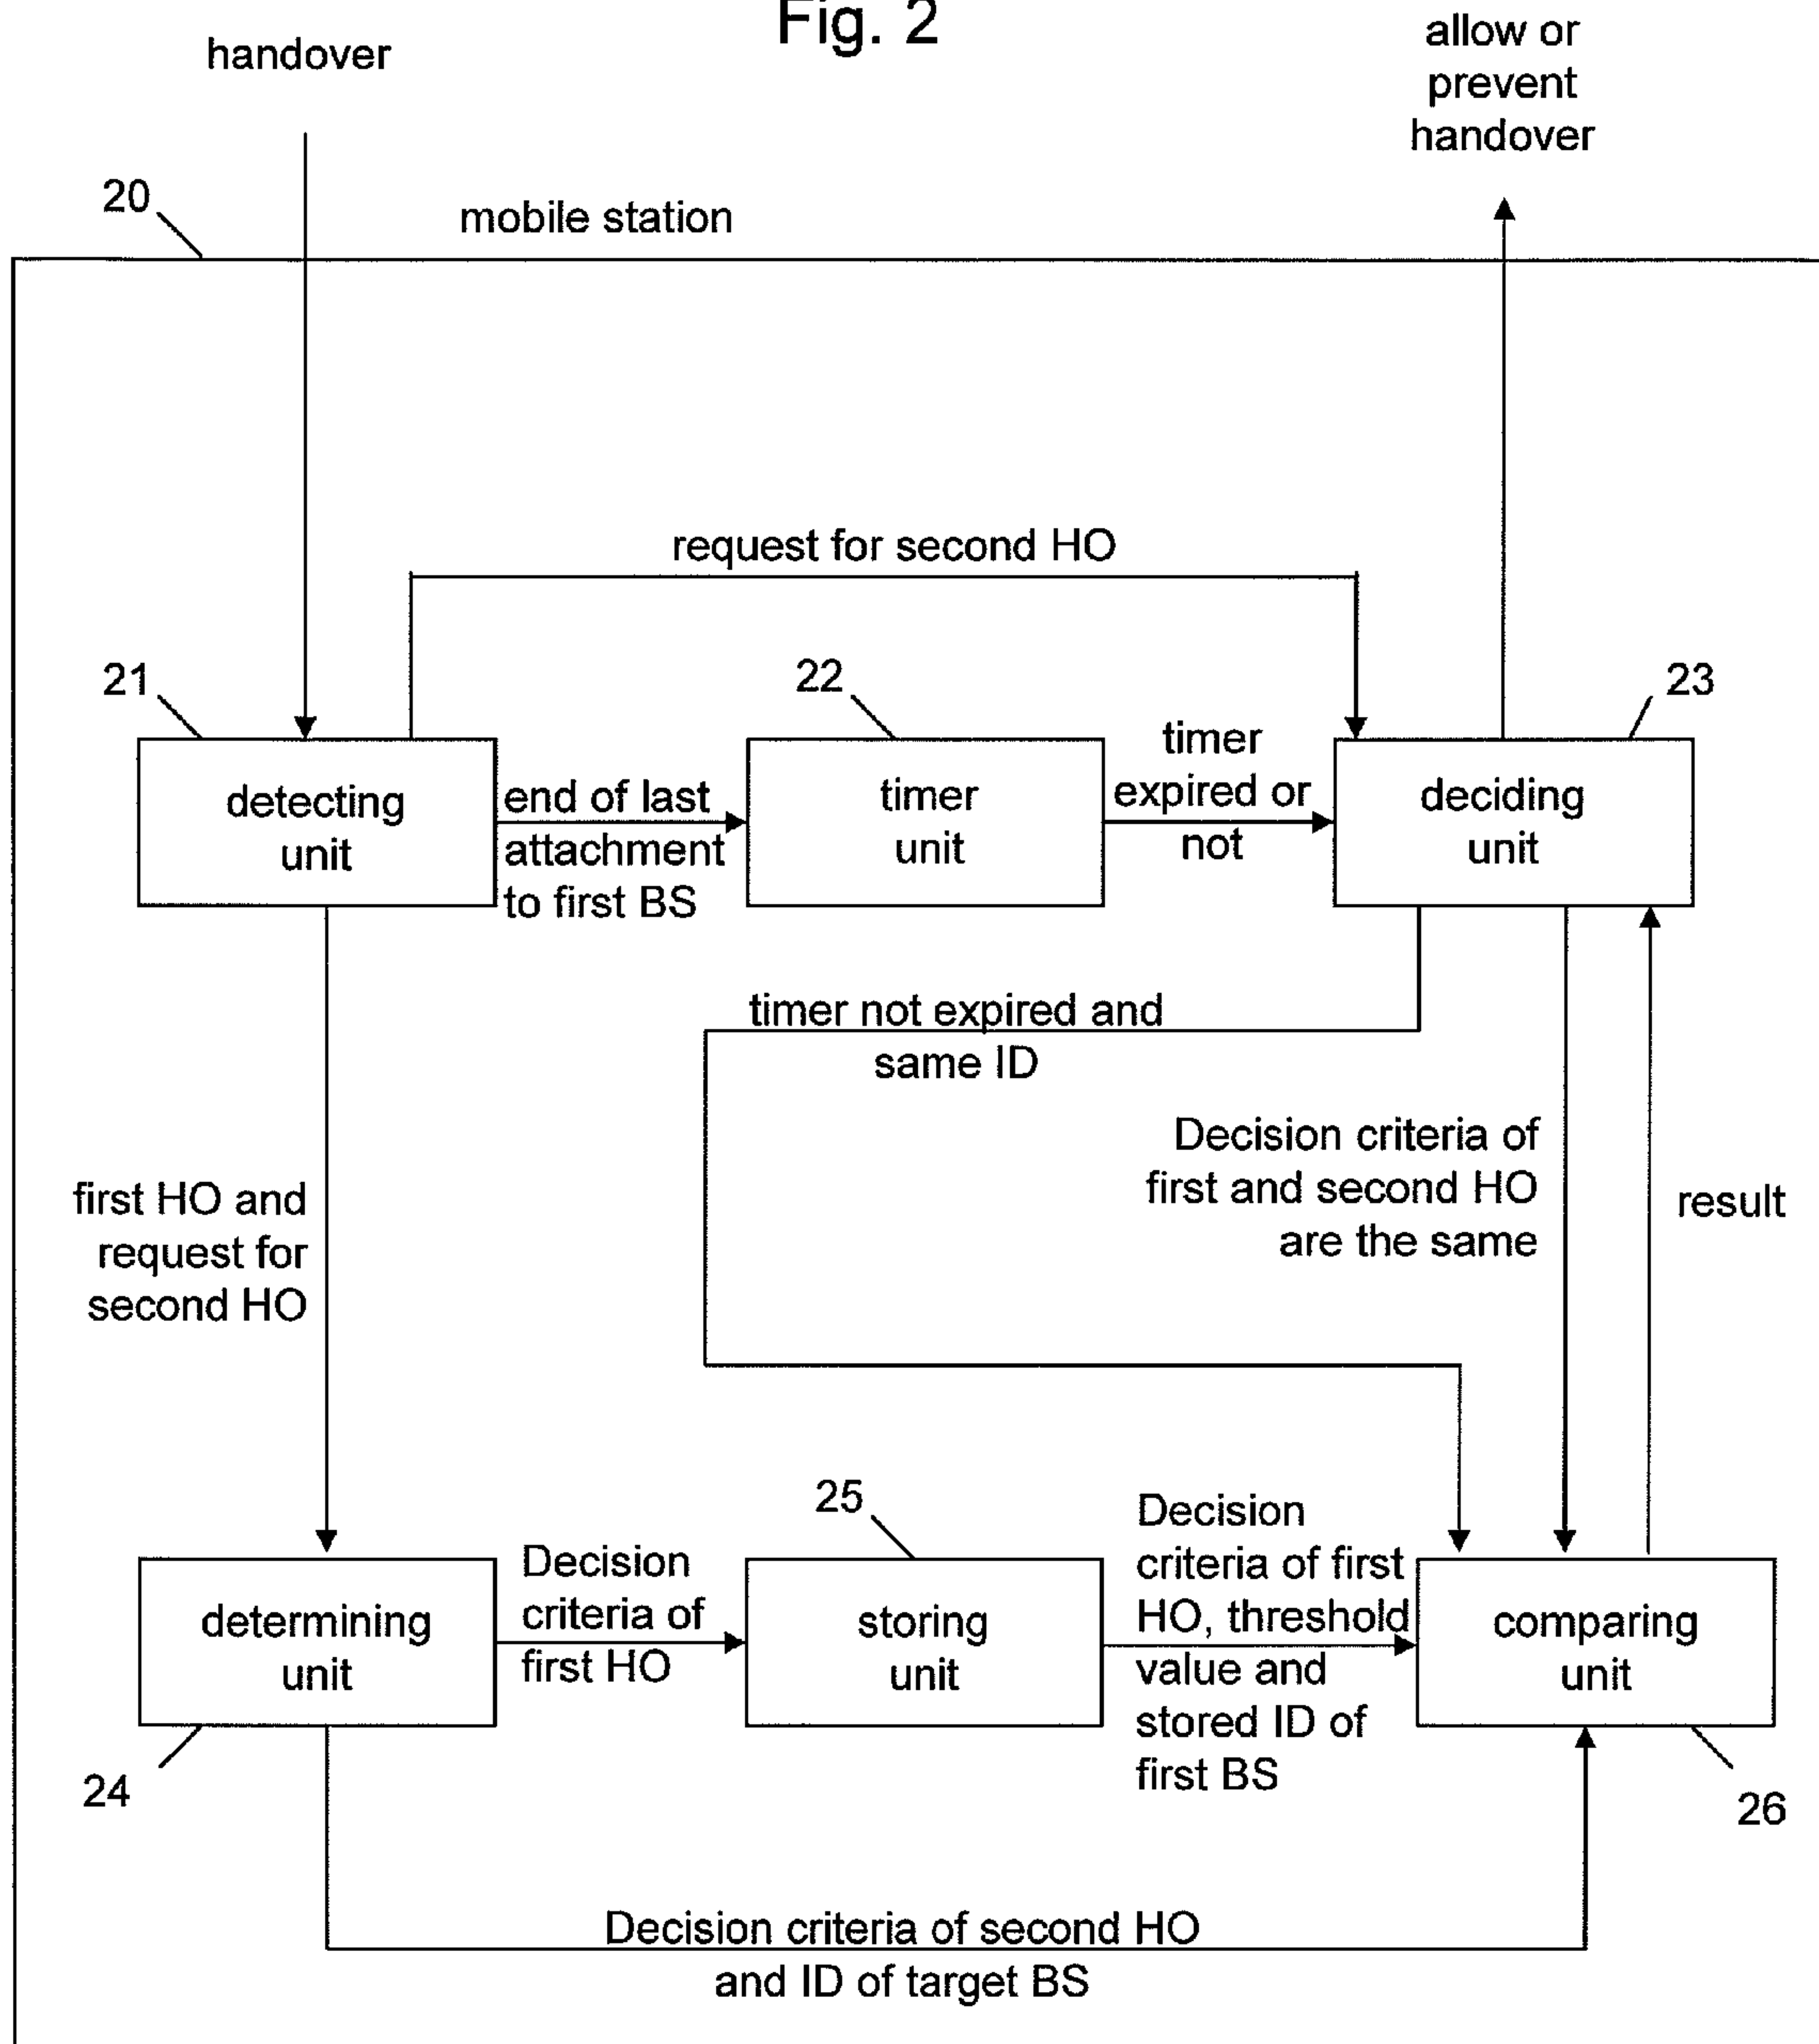 Fig. 2
handover
allow or
prevent
handover
20
mobile station
request for second HO
21
22
23
detecting
unit
end of last
attachment
to first BS
timer
unit
timer
expired or
not
deciding
unit
timer not expired and
same ID
Decision criteria of
first and second HO
are the same
result
first HO and
request for
second HO
25
determining
unit
Decision
criteria of
first HO
storing
unit
Decision
criteria of first
HO, threshold
value and
stored ID of
first BS
comparing
unit
24
26
Decision criteria of second HO
and ID of target BS